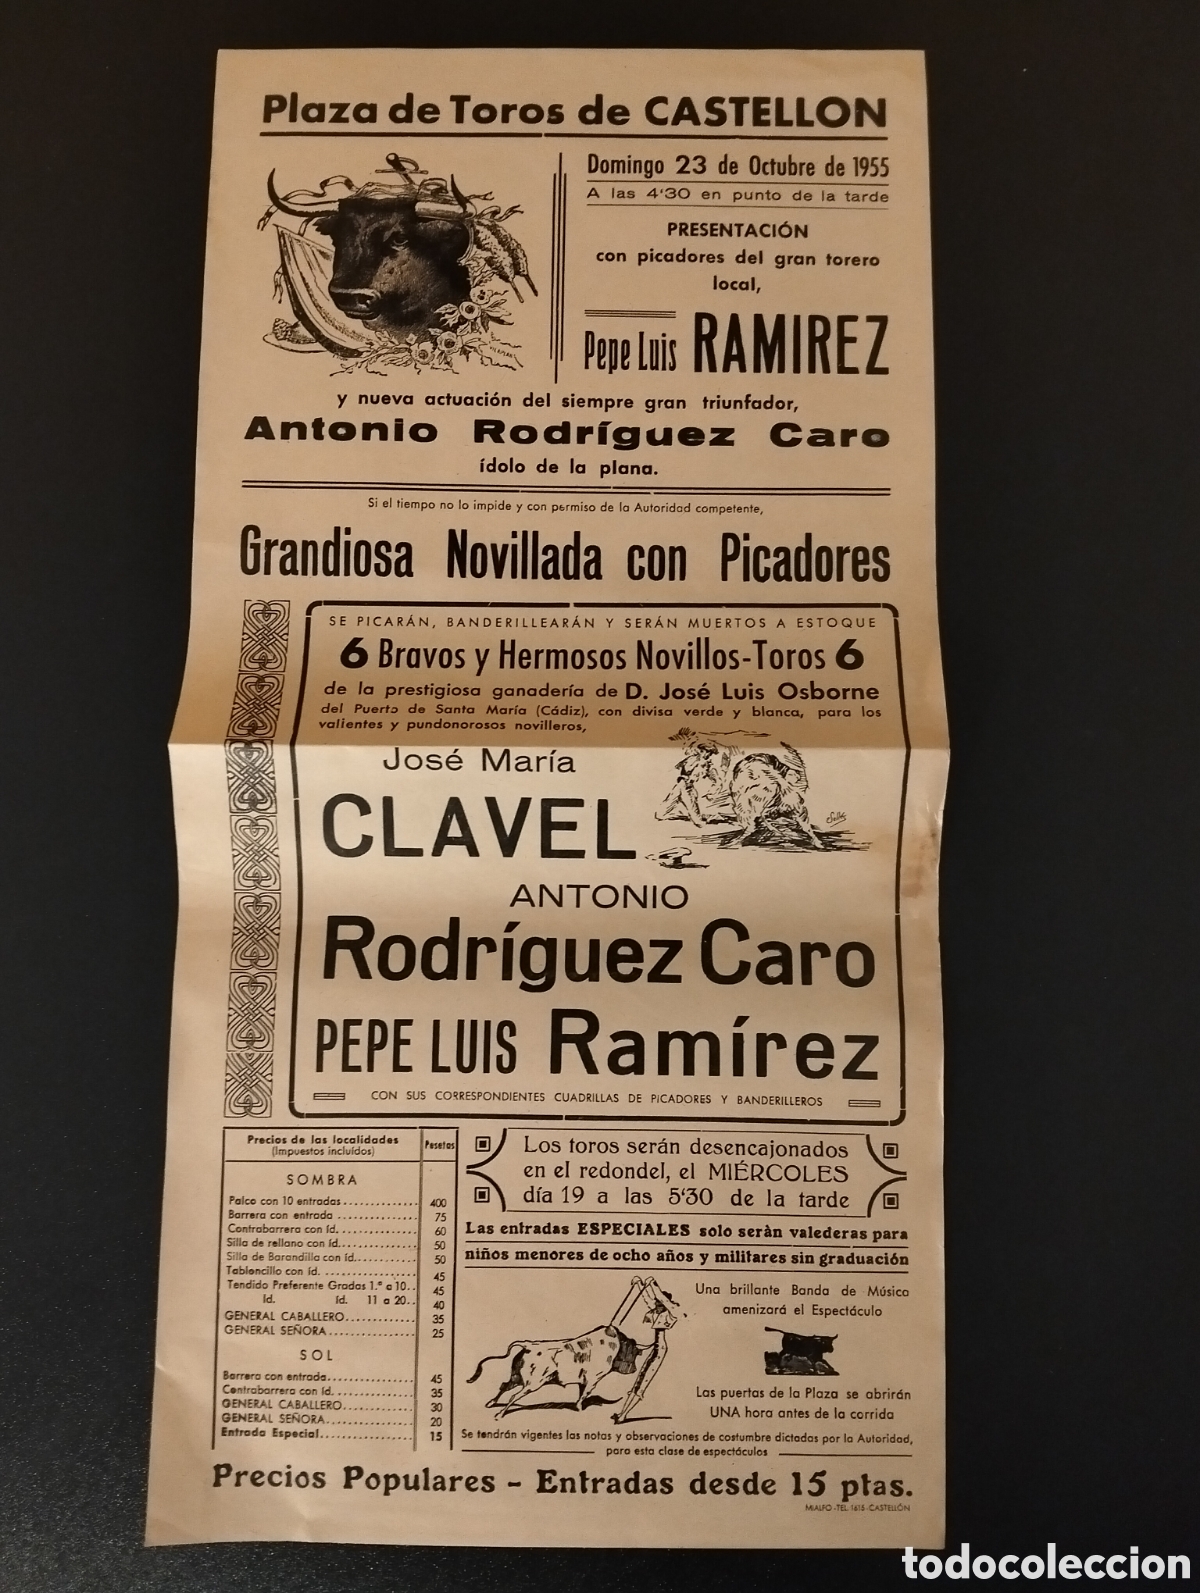 Plaza de Toros de CASTELLON
Domingo 23 de Octubre de 1955
A las 4'30 en punto de la tarde
PRESENTACIÓN
con picadores del gran torero
local,
Pepe Luis RAMIREZ
y nueva actuación del siempre gran triunfador,
Antonio Rodríguez Caro
ídolo de la plana.
Si el tiempo no lo impide y con permiso de la Autoridad competente,
Grandiosa Novillada con Picadores
SE PICARÁN, BANDERILLEARÁN Y SERÁN MUERTOS A ESTOQUE
6 Bravos y Hermosos Novillos-Toros 6
de la prestigiosa ganadería de D. José Luis Osborne
del Puerto de Santa María (Cádiz), con divisa verde y blanca, para los
valientes y pundonorosos novilleros,
José María
CLAVEL
ANTONIO
Rodríguez Caro
PEPE LUIS Ramírez
CON SUS CORRESPONDIENTES CUADRILLAS DE PICADORES Y BANDERILLEROS
Precios de las localidades Pesetas
(Impuestos incluídos)
SOMBRA
Palco con 10 entradas 400
Barrera con entrada 75
Contrabarrera con íd. 60
Silla de rellano con íd. 50
Silla de Barandilla con íd. 50
Tabloncillo con íd. 45
Tendido Preferente Gradas 1.ª a 10.. 45
Id. Id. 11 a 20.. 40
GENERAL CABALLERO 35
GENERAL SEÑORA 25
SOL
Barrera con entrada 45
Contrabarrera con íd. 35
GENERAL CABALLERO 30
GENERAL SEÑORA 20
Entrada Especial 15
Los toros serán desencajonados
en el redondel, el MIÉRCOLES
día 19 a las 5'30 de la tarde
Las entradas ESPECIALES solo seràn valederas para
niños menores de ocho años y militares sin graduación
Una brillante Banda de Música
amenizará el Espectáculo
Las puertas de la Plaza se abrirán
UNA hora antes de la corrida
Se tendrán vigentes las notas y observaciones de costumbre dictadas por la Autoridad,
para esta clase de espectáculos
Precios Populares - Entradas desde 15 ptas.
MIALFO-TEL. 1615-CASTELLÓN
todocoleccion